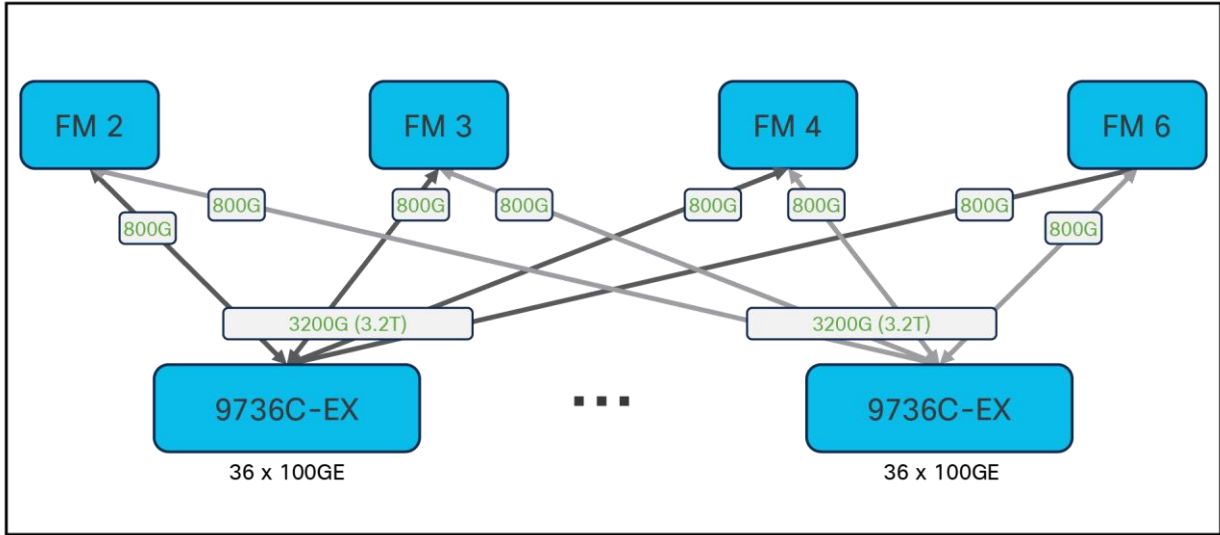 FM 2
FM 3
FM 4
FM 6
800G
800G
800G
800G
800G
800G
800G
800G
3200G (3.2T)
3200G (3.2T)
9736C-EX
...
9736C-EX
36 x 100GE
36 x 100GE